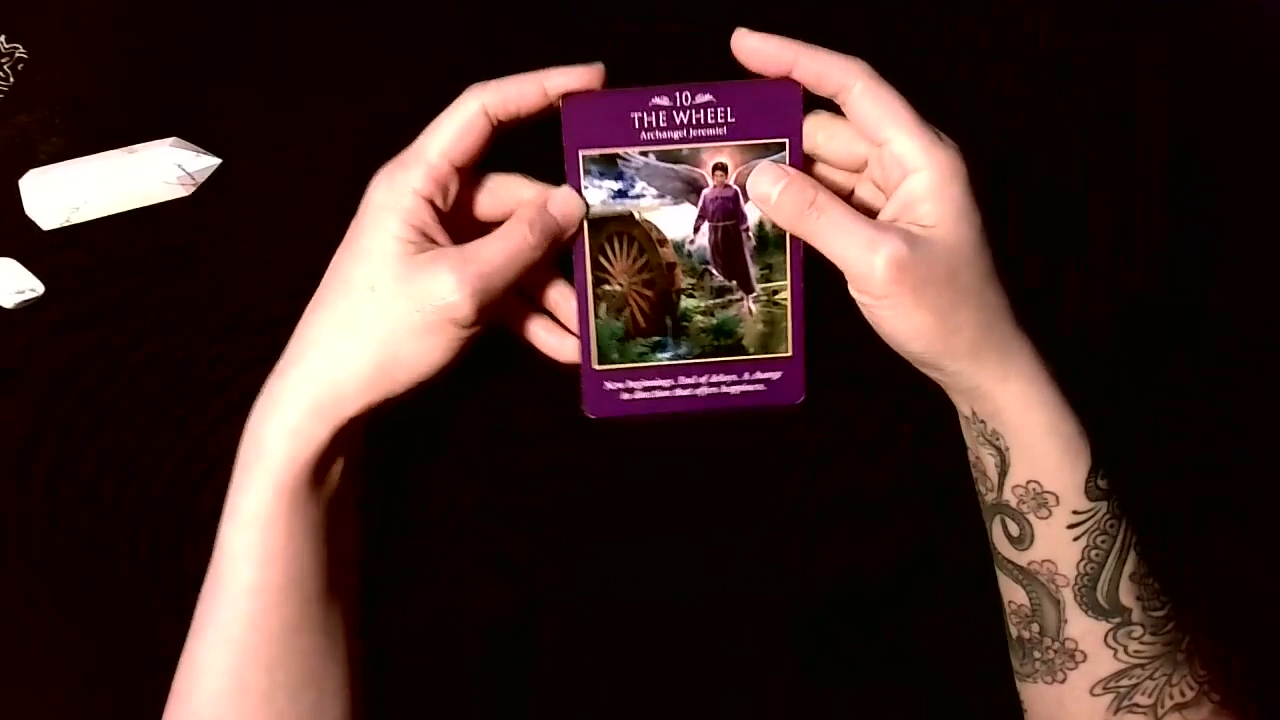 10
THE WHEEL
Archangel Jeremiel
New beginnings. End of delays. A change
in direction that offers happiness.